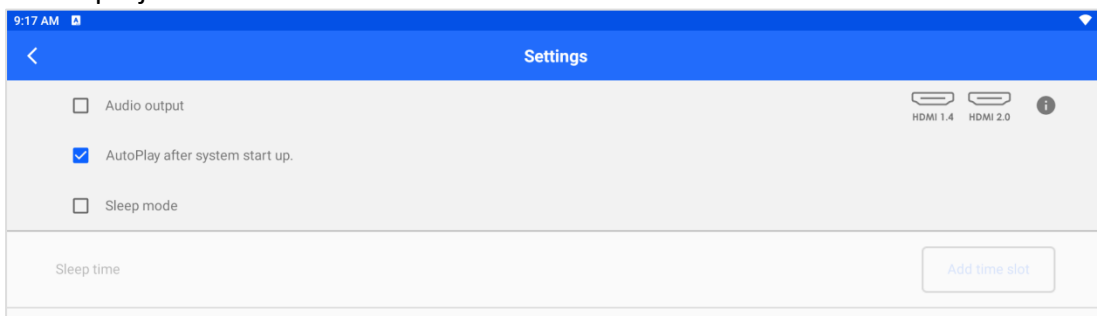 9:17 AM A
Settings
Audio output
HDMI 1.4 HDMI 2.0 i
AutoPlay after system start up.
Sleep mode
Sleep time
Add time slot